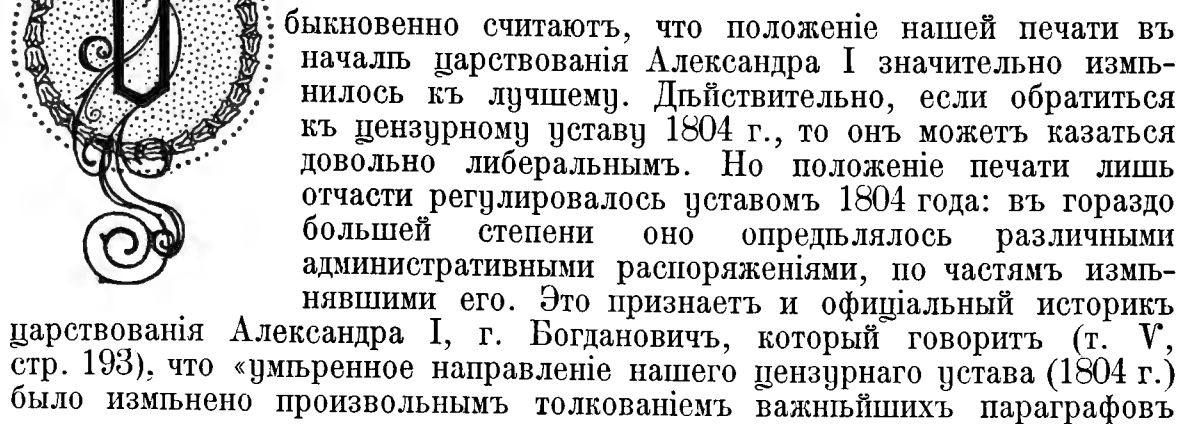 быкновенно считаютъ, что положеніе нашей печати въ
началѣ царствованія Александра I значительно измѣ-
нилось къ лучшему. Дѣйствительно, если обратиться
къ цензурному уставу 1804 г., то онъ можетъ казаться
довольно либеральнымъ. Но положеніе печати лишь
отчасти регулировалось уставомъ 1804 года: въ гораздо
большей степени оно опредѣлялось различными
административными распоряженіями, по частямъ измѣ-
нявшими его. Это признаетъ и офиціальный историкъ
царствованія Александра I, г. Богдановичъ, который говоритъ (т. V,
стр. 193), что «умѣренное направленіе нашего цензурнаго устава (1804 г.)
было измѣнено произвольнымъ толкованіемъ важнѣйшихъ параграфовъ